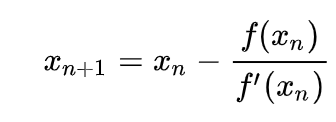 x_{n+1} = x_n - \frac{f(x_n)}{f'(x_n)}